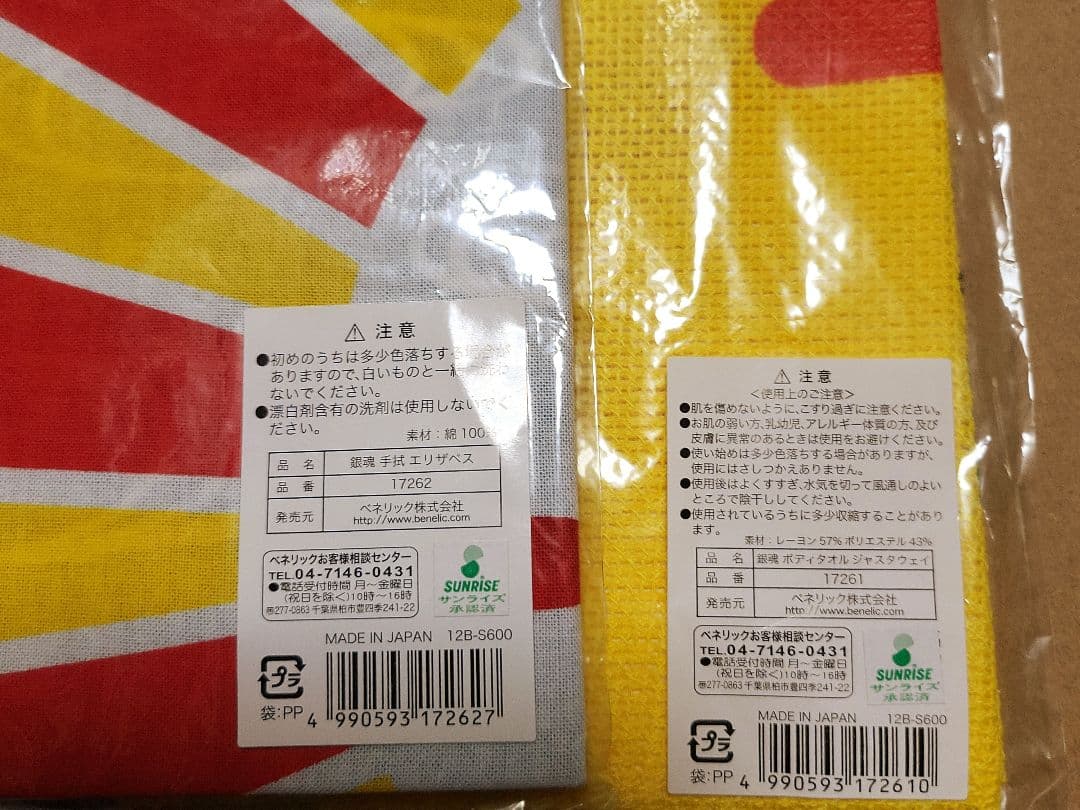 注意
●初めのうちは多少色落ちする場合が
ありますので、白いものと一緒に洗わ
ないでください。
●漂白剤含有の洗剤は使用しないでく
ださい。
素材:綿100%
品 名 銀魂 手拭 エリザベス
品 番 17262
発売元 ベネリック株式会社
http://www.benelic.com
ベネリックお客様相談センター
TEL.04-7146-0431
●電話受付時間 月〜金曜日
(祝日を除く)10時〜16時
〒277-0863 千葉県柏市豊四季241-22
SUNRISE
サンライズ
承認済
MADE IN JAPAN 12B-S600
プラ
袋:PP
4 990593 172627
注意
<使用上のご注意>
●肌を傷めないように、こすり過ぎに注意ください。
●お肌の弱い方、乳幼児、アレルギー体質の方、及び
皮膚に異常のあるときは使用をお避けください。
●使い始めは多少色落ちする場合がありますが、
使用にはさしつかえありません。
●使用後はよくすすぎ、水気を切って風通しのよい
ところで陰干ししてください。
●使用されているうちに多少収縮することがあり
ます。
素材:レーヨン57% ポリエステル43%
品 名 銀魂 ボディタオル ジャスタウェイ
品 番 17261
発売元 ベネリック株式会社
http://www.benelic.com
ベネリックお客様相談センター
TEL.04-7146-0431
●電話受付時間 月〜金曜日
(祝日を除く)10時〜16時
〒277-0863 千葉県柏市豊四季241-22
SUNRISE
サンライズ
承認済
MADE IN JAPAN 12B-S600
プラ
袋:PP
4 990593 172610